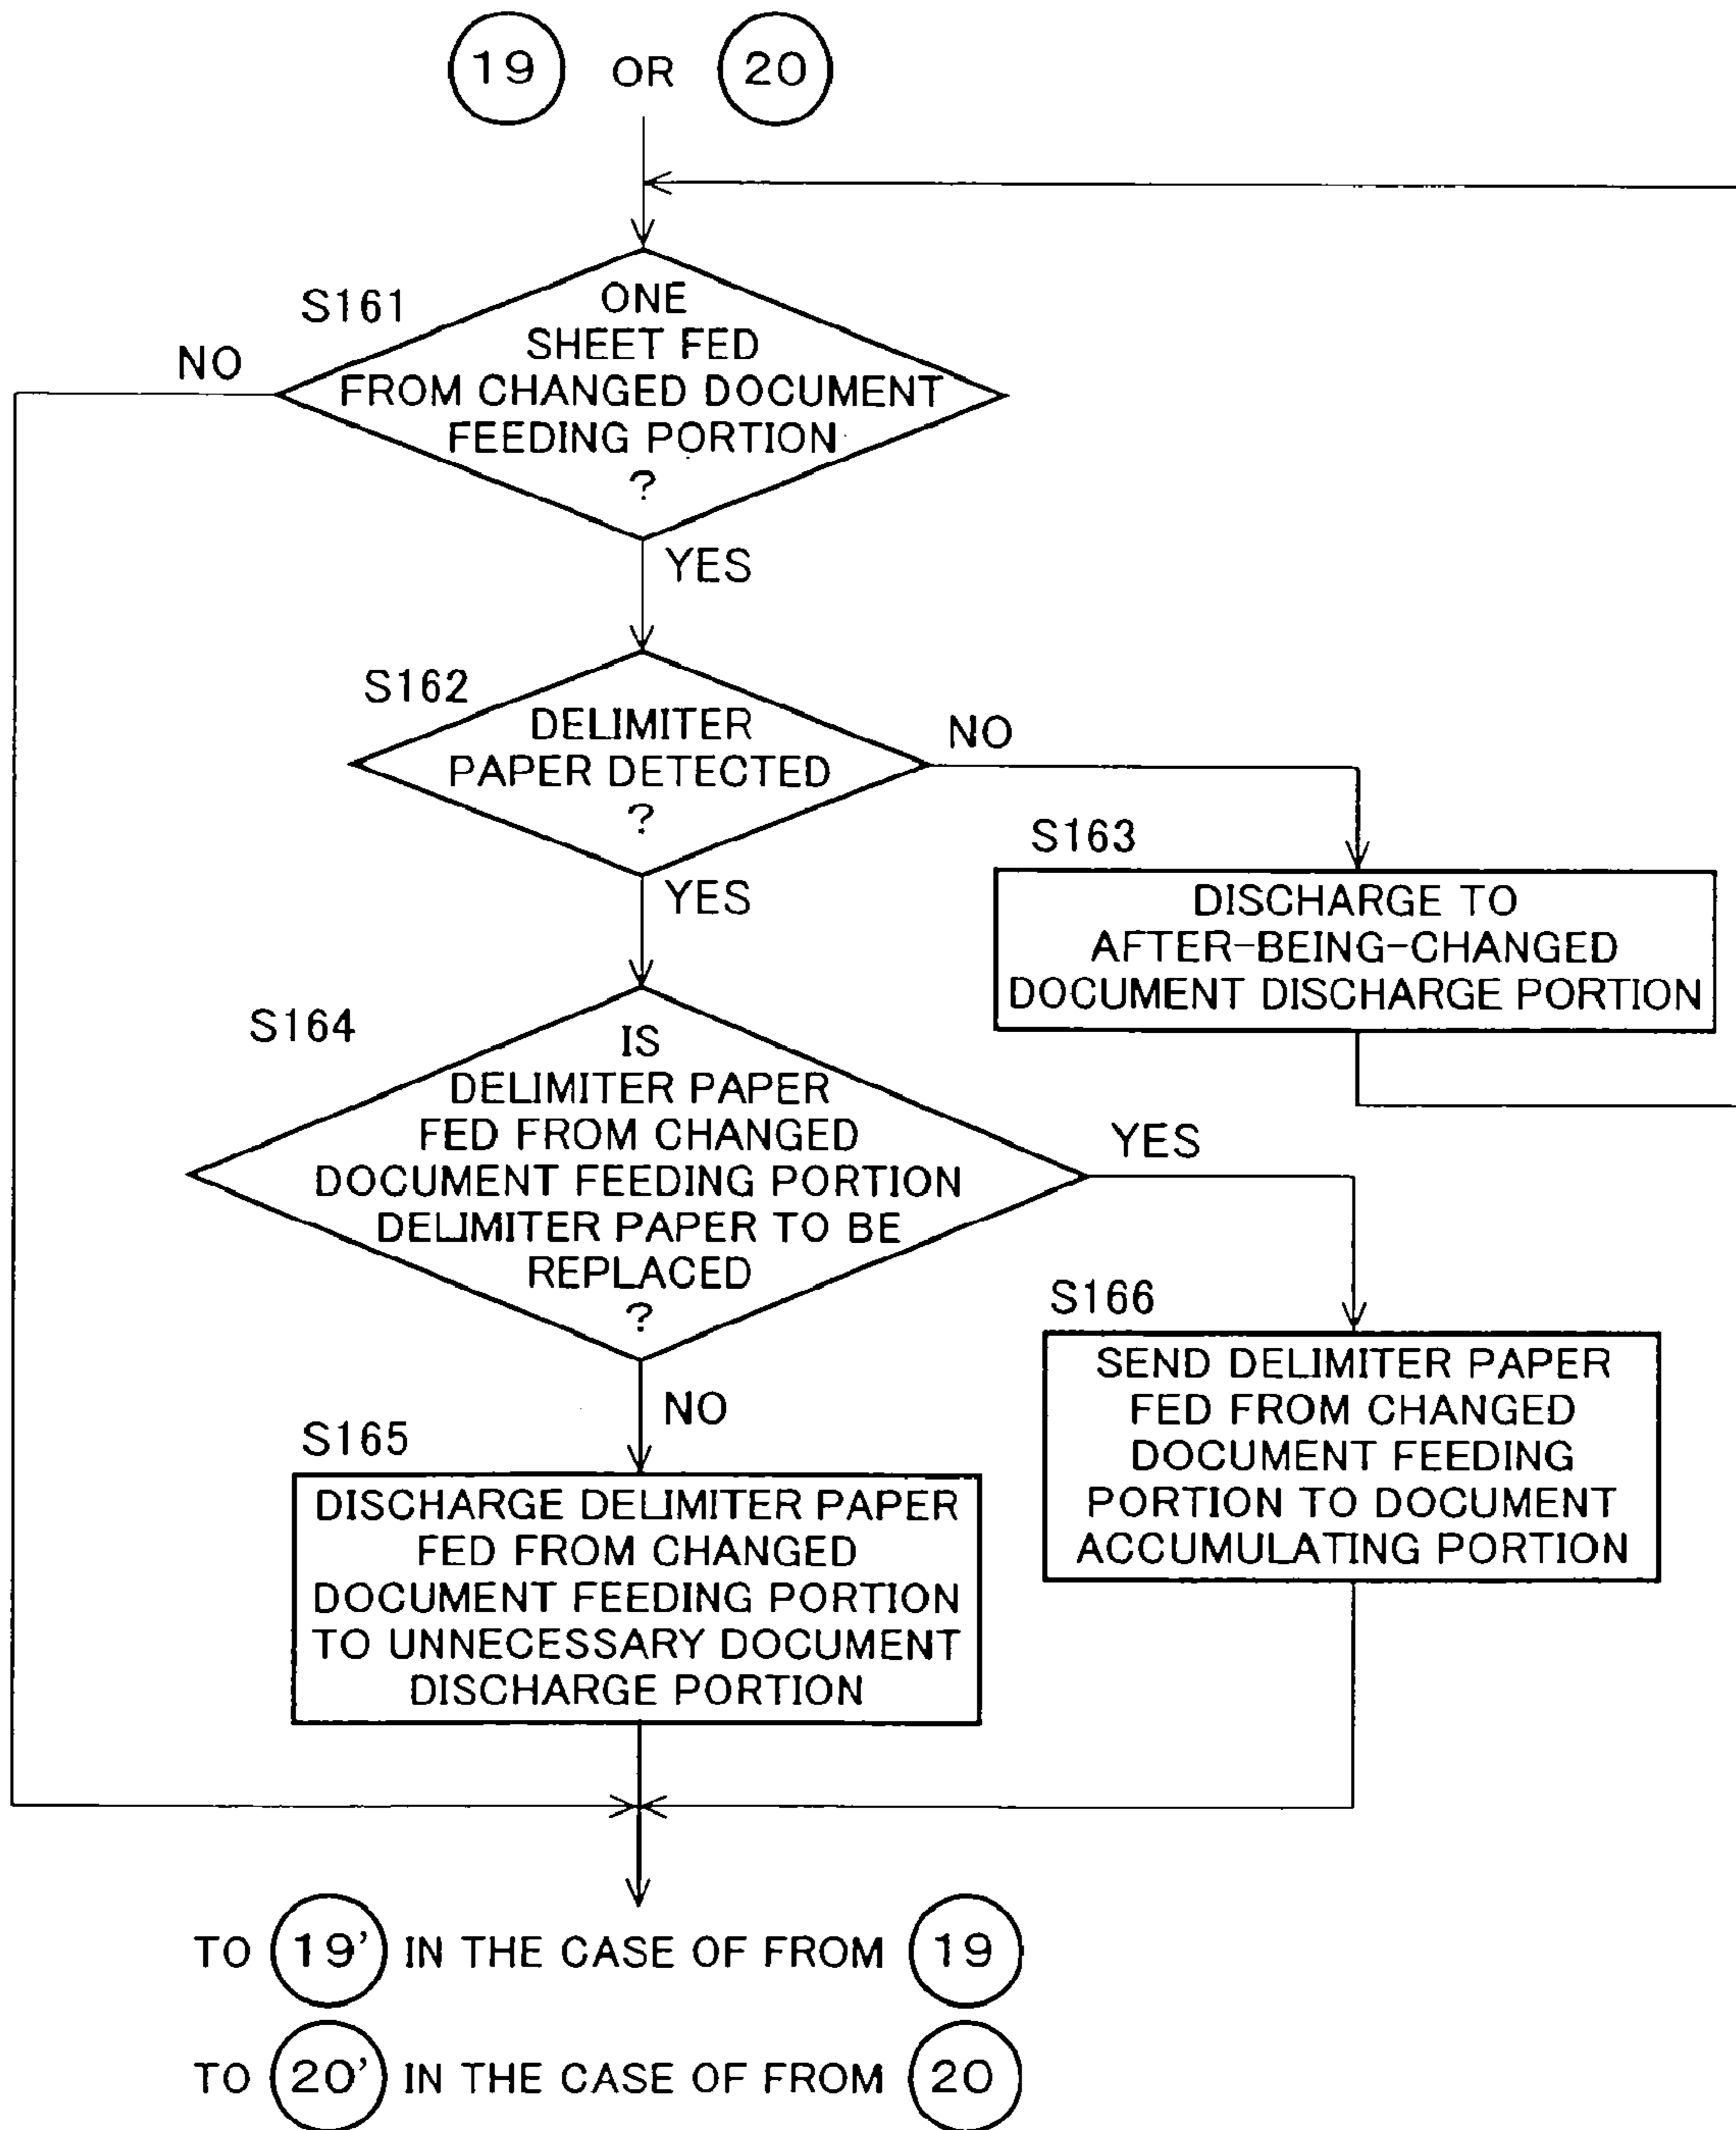 19 OR 20
S161
ONE
SHEET FED
FROM CHANGED DOCUMENT
FEEDING PORTION
?
NO
YES
S162
DELIMITER
PAPER DETECTED
?
NO
YES
S163
DISCHARGE TO
AFTER-BEING-CHANGED
DOCUMENT DISCHARGE PORTION
S164
IS
DELIMITER PAPER
FED FROM CHANGED
DOCUMENT FEEDING PORTION
DELIMITER PAPER TO BE
REPLACED
?
YES
NO
S165
DISCHARGE DELIMITER PAPER
FED FROM CHANGED
DOCUMENT FEEDING PORTION
TO UNNECESSARY DOCUMENT
DISCHARGE PORTION
S166
SEND DELIMITER PAPER
FED FROM CHANGED
DOCUMENT FEEDING
PORTION TO DOCUMENT
ACCUMULATING PORTION
TO 19' IN THE CASE OF FROM 19
TO 20' IN THE CASE OF FROM 20